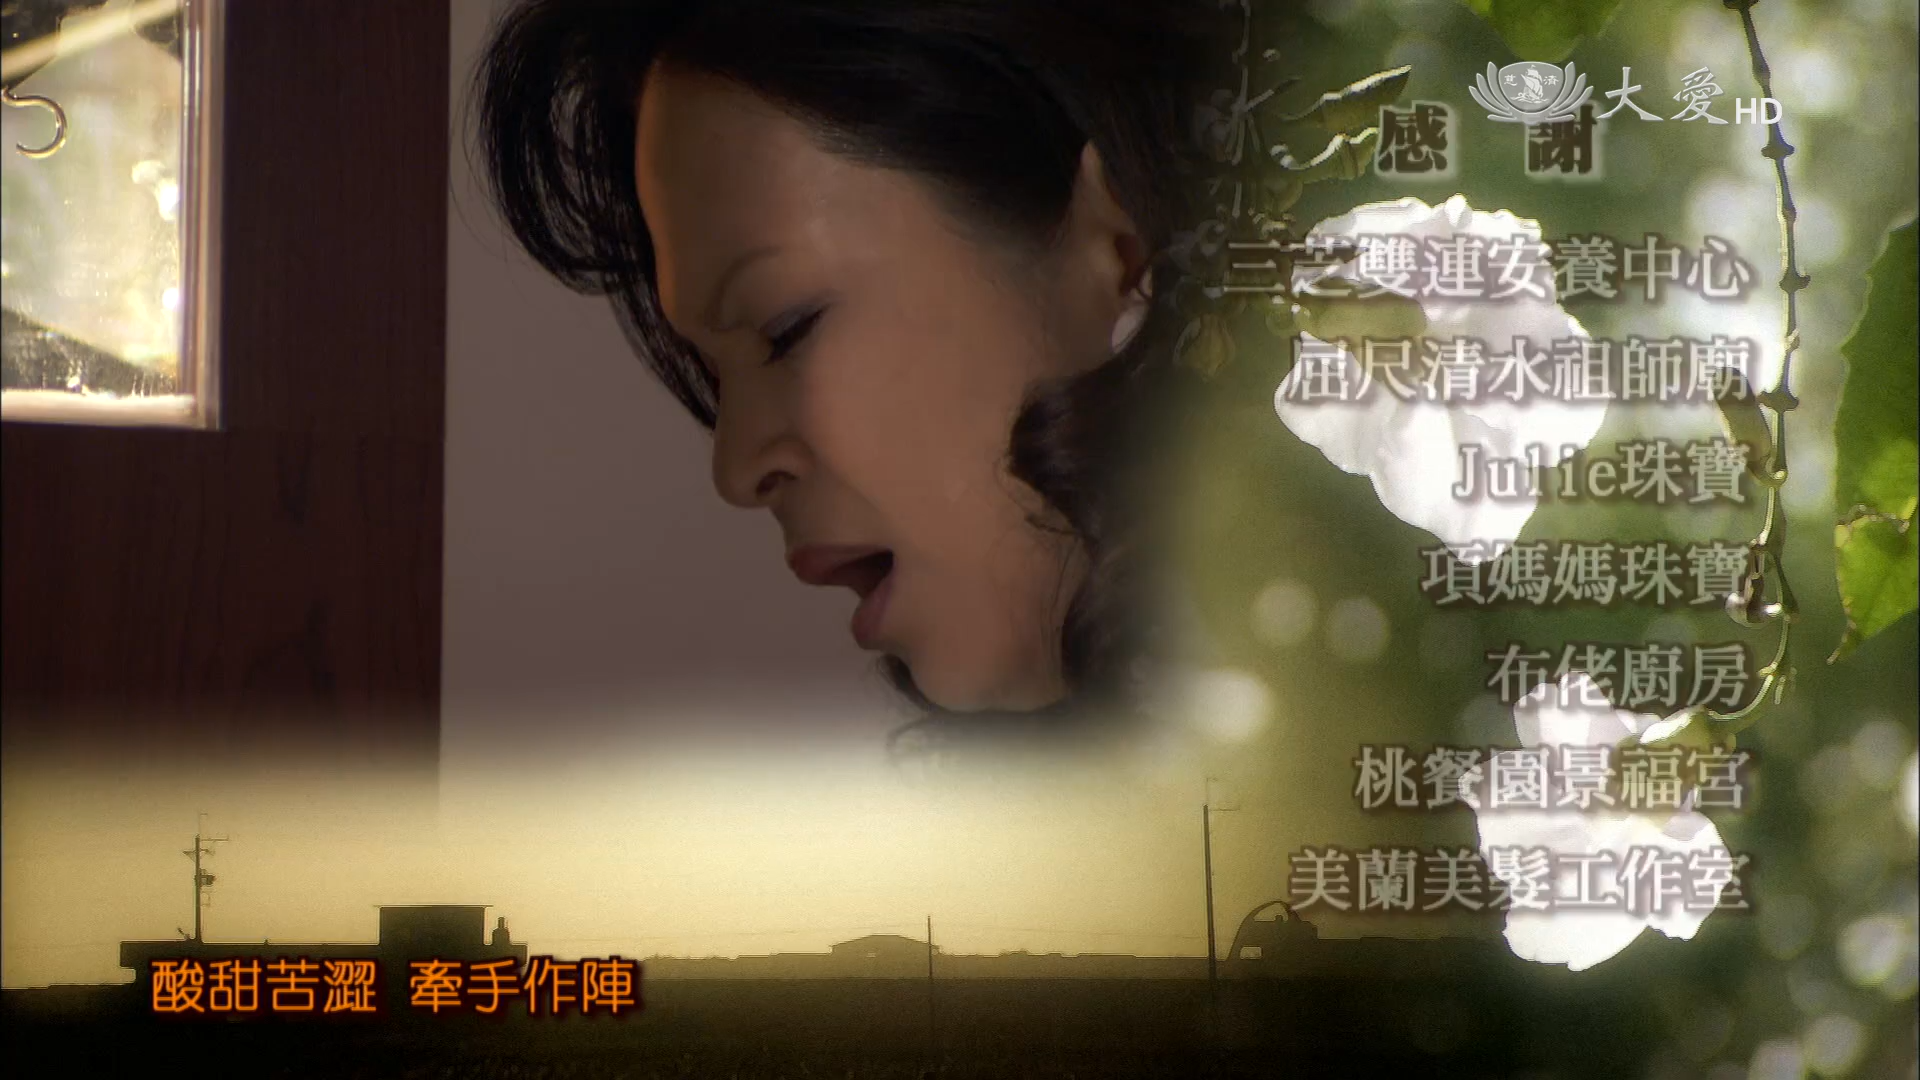 慈濟
大愛HD
感謝
三芝雙連安養中心
屈尺清水祖師廟
Julie珠寶
項媽媽珠寶
布佬廚房
桃餐園景福宮
美蘭美髮工作室
酸甜苦澀 牽手作陣